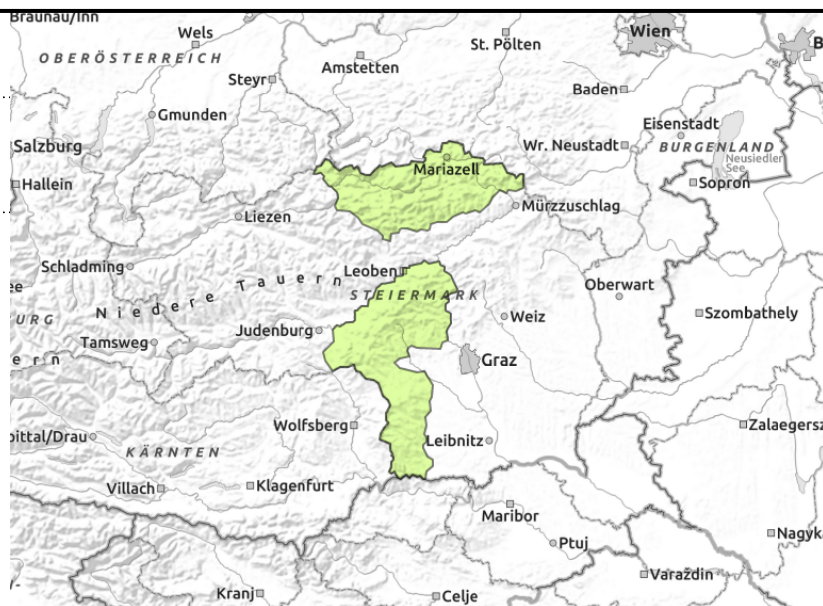 Braunau/Inn
Wels
St. Pölten
Wien
OBERÖSTERREICH
Amstetten
Steyr
Baden
Gmunden
Eisenstadt
Salzburg
Wr. Neustadt
BURGENLAND
Mariazell
Neusiedler
See
Hallein
Sopron
Liezen
Mürzzuschlag
Schladming
Leoben
Niedere Tauern
STEIERMARK
Oberwart
Judenburg
Weiz
Szombathely
Tamsweg
Graz
Wolfsberg
Leibnitz
KÄRNTEN
Villach
Klagenfurt
Maribor
Ptuj
Varaždin
Kranj
Celje